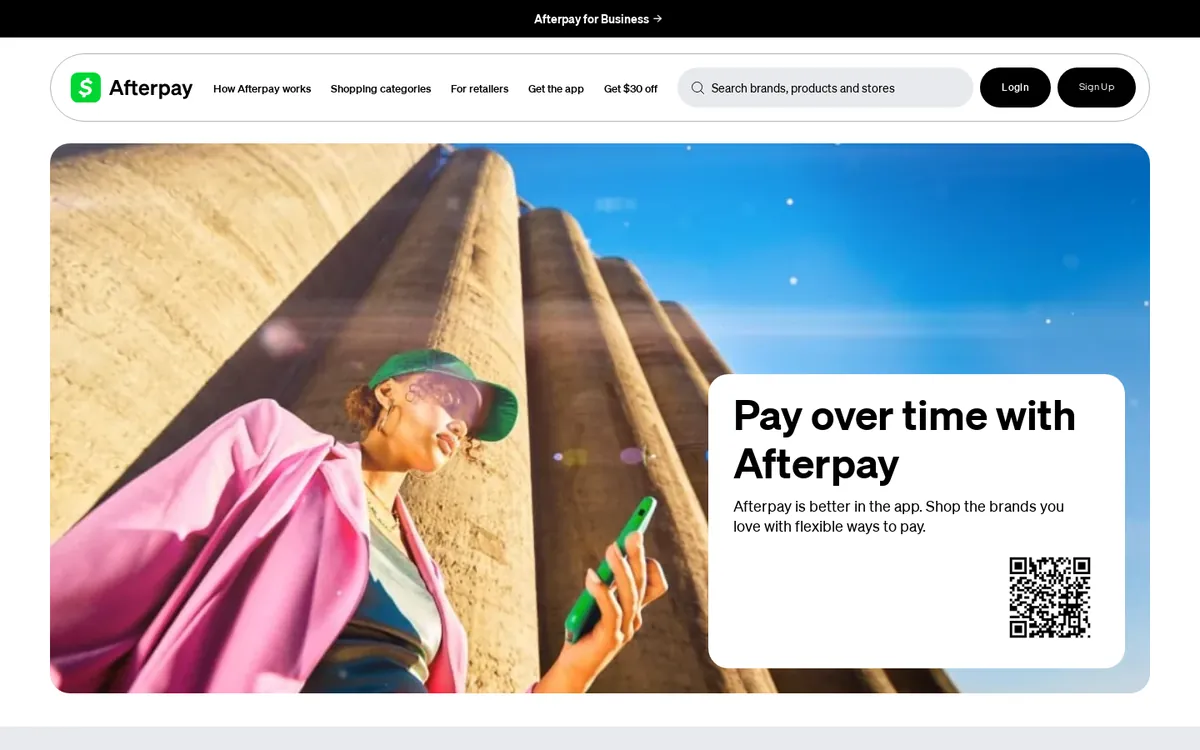 Afterpay for Business →
Afterpay
How Afterpay works
Shopping categories
For retailers
Get the app
Get $30 off
Search brands, products and stores
Login
Sign Up
Pay over time with
Afterpay
Afterpay is better in the app. Shop the brands you
love with flexible ways to pay.